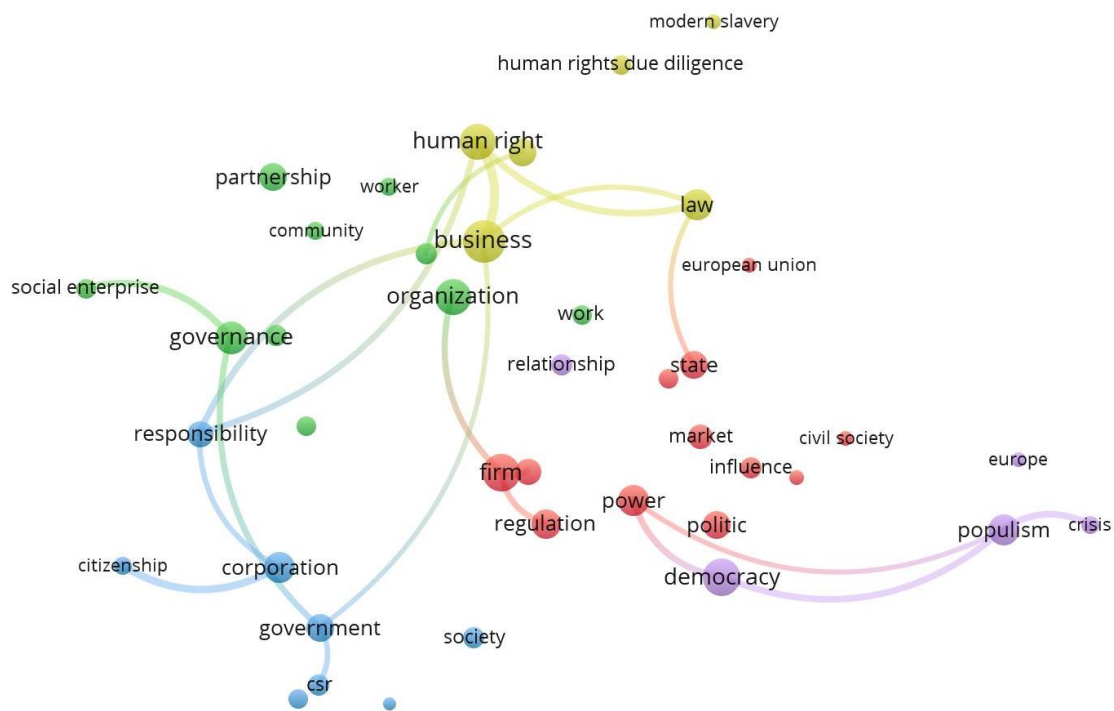 modern slavery
human rights due diligence
human right
partnership
worker
law
community
business
european union
social enterprise
organization
work
governance
relationship
state
responsibility
market
civil society
influence
europe
firm
power
regulation
politic
populism
crisis
citizenship
corporation
democracy
government
society
csr